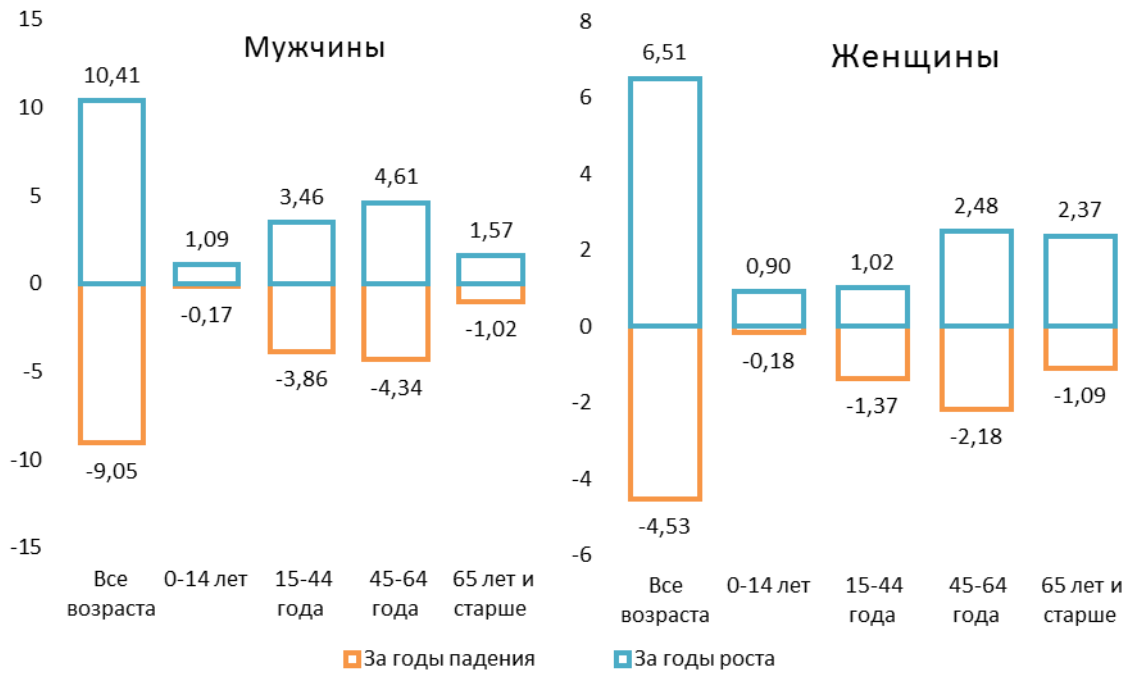 Мужчины
15
10
5
0
-5
-10
-15
10,41
1,09
3,46
4,61
1,57
-9,05
-0,17
-3,86
-4,34
-1,02
Все возраста
0-14 лет
15-44 года
45-64 года
65 лет и старше
Женщины
8
6
4
2
0
-2
-4
-6
6,51
0,90
1,02
2,48
2,37
-4,53
-0,18
-1,37
-2,18
-1,09
Все возраста
0-14 лет
15-44 года
45-64 года
65 лет и старше
За годы падения
За годы роста